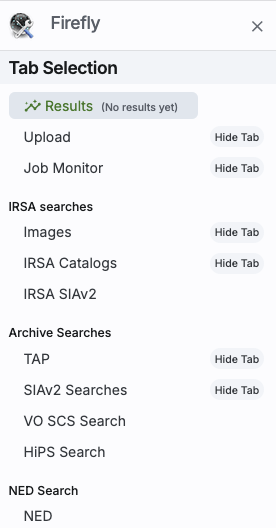 Firefly
Tab Selection
Results (No results yet)
Upload Hide Tab
Job Monitor Hide Tab
IRSA searches
Images Hide Tab
IRSA Catalogs Hide Tab
IRSA SIAv2
Archive Searches
TAP Hide Tab
SIAv2 Searches Hide Tab
VO SCS Search
HiPS Search
NED Search
NED